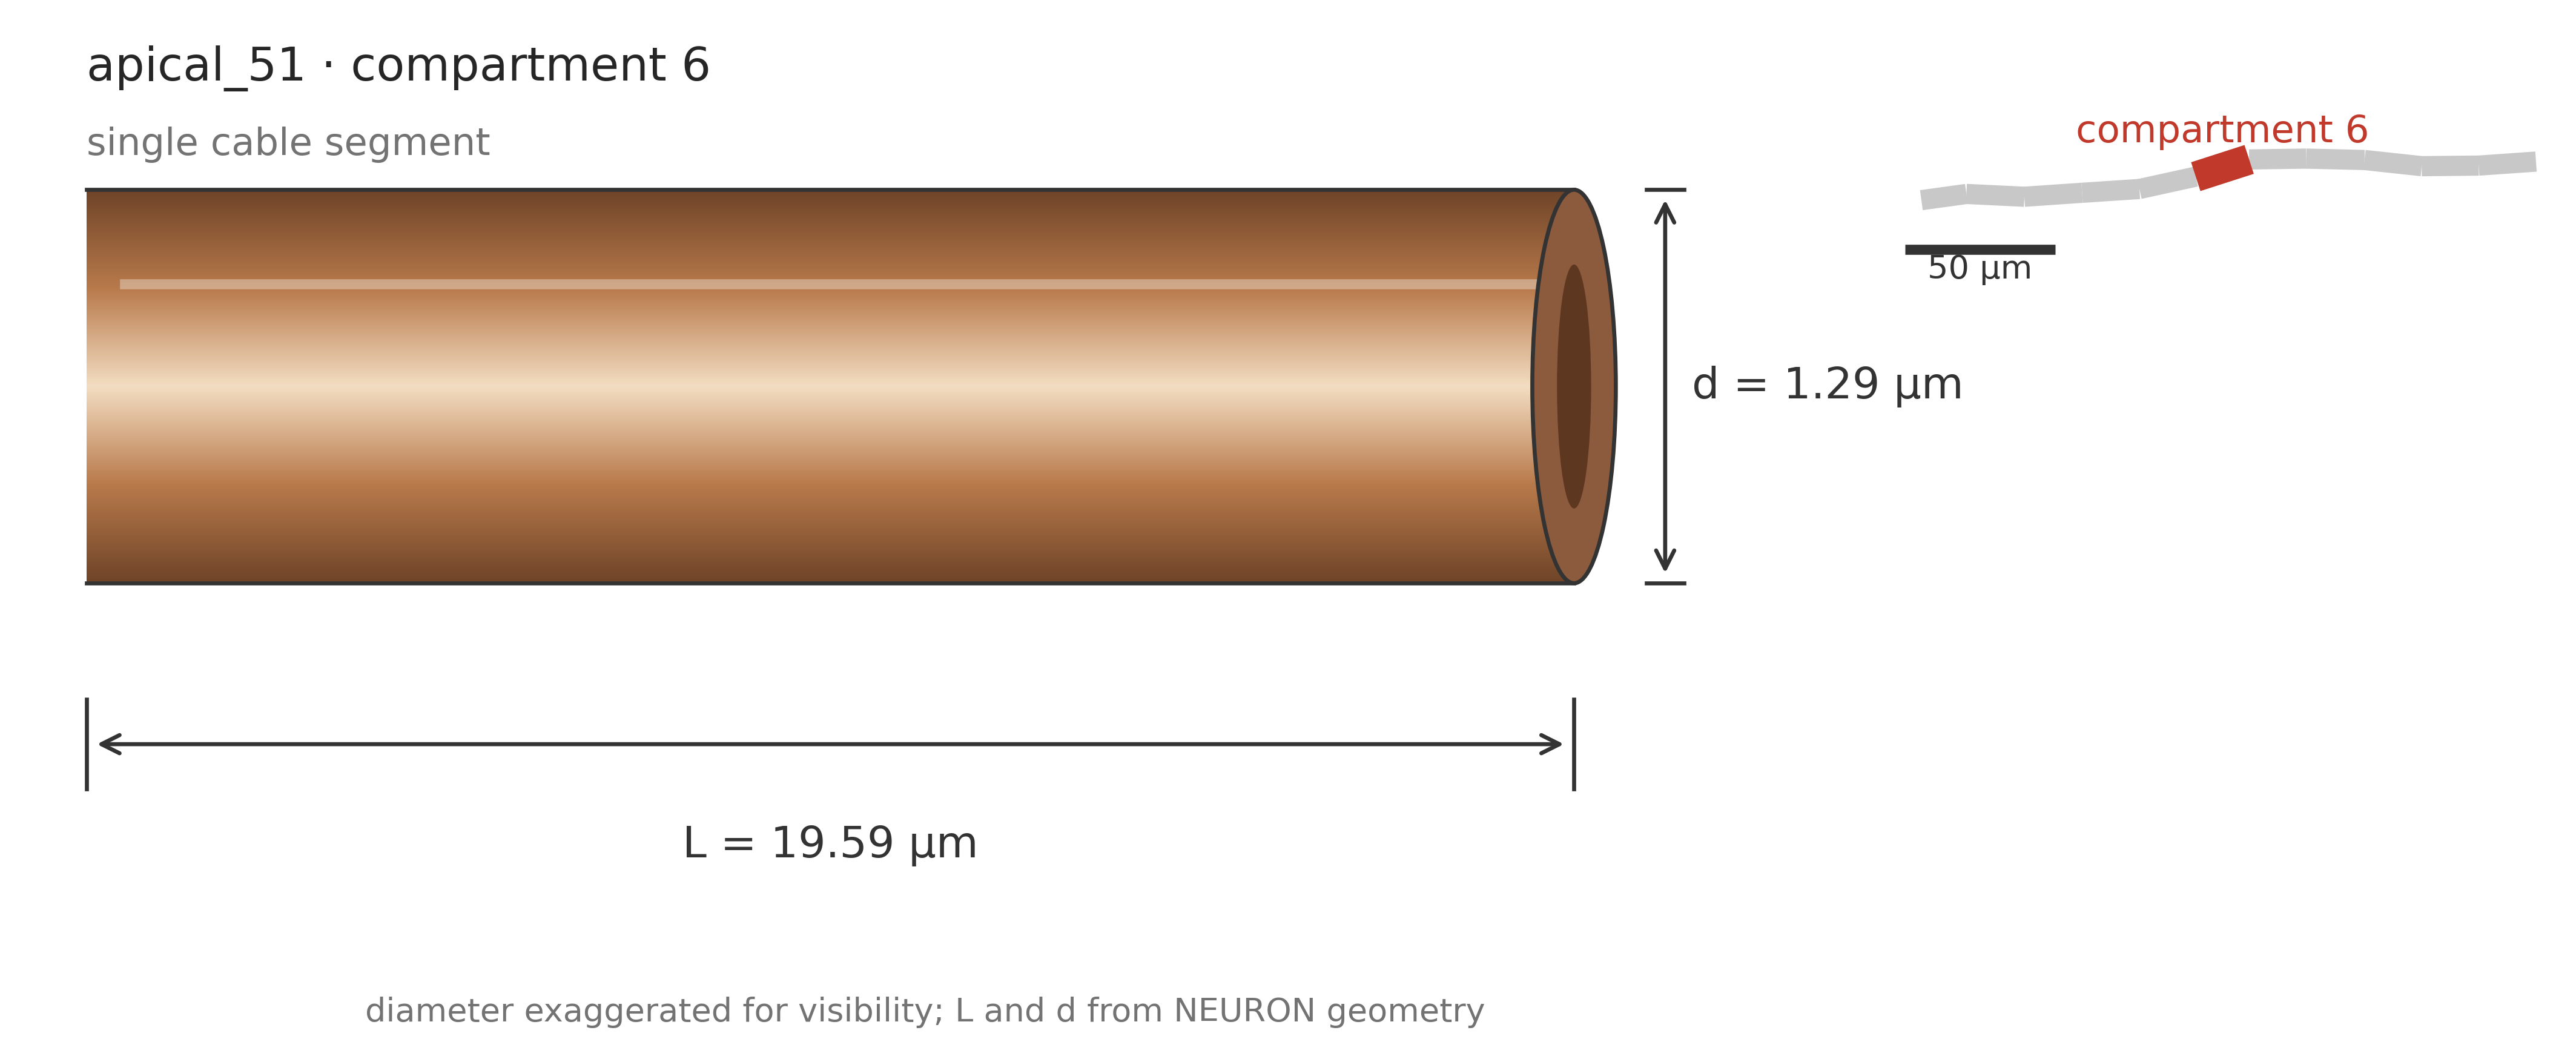 apical_51 · compartment 6
single cable segment
compartment 6
50 µm
d = 1.29 µm
L = 19.59 µm
diameter exaggerated for visibility; L and d from NEURON geometry